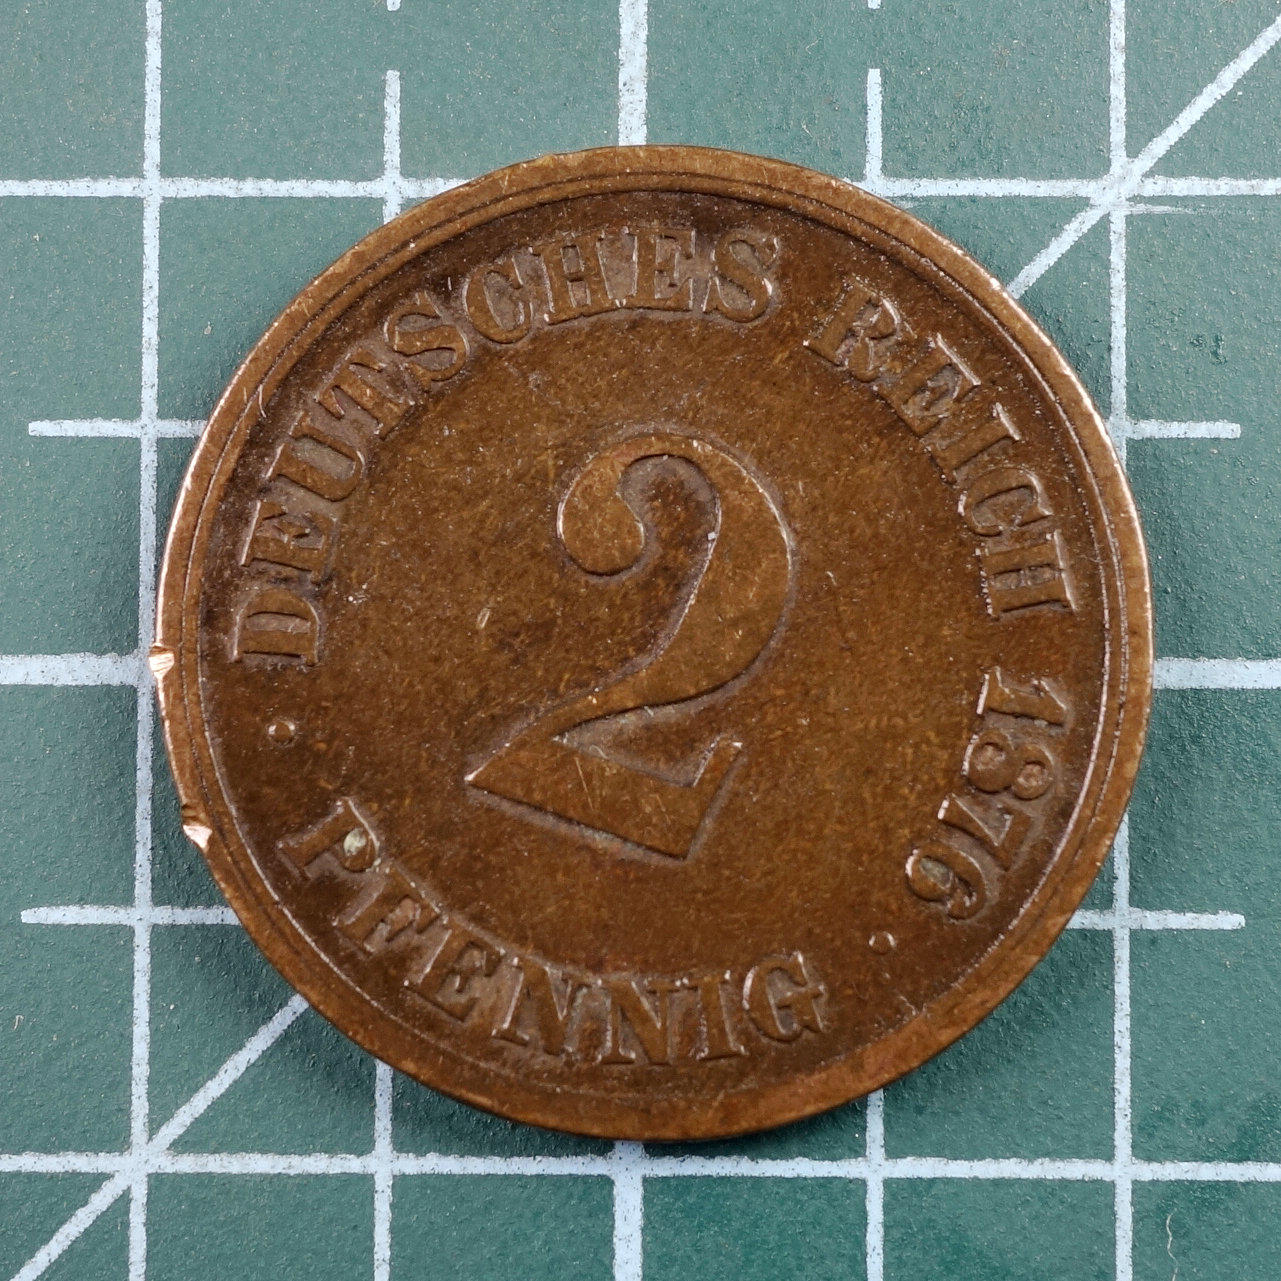 DEUTSCHES REICH 1876
2
PFENNIG